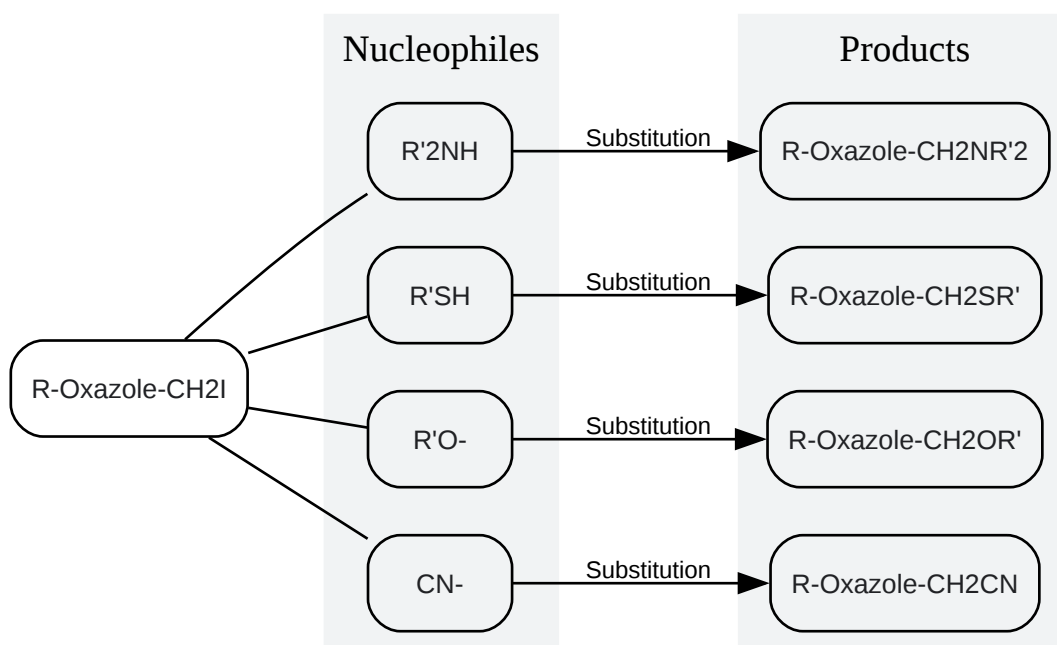 Nucleophiles
Products
R'2NH
Substitution
R-Oxazole-CH2NR'2
R'SH
Substitution
R-Oxazole-CH2SR'
R-Oxazole-CH2I
R'O-
Substitution
R-Oxazole-CH2OR'
CN-
Substitution
R-Oxazole-CH2CN